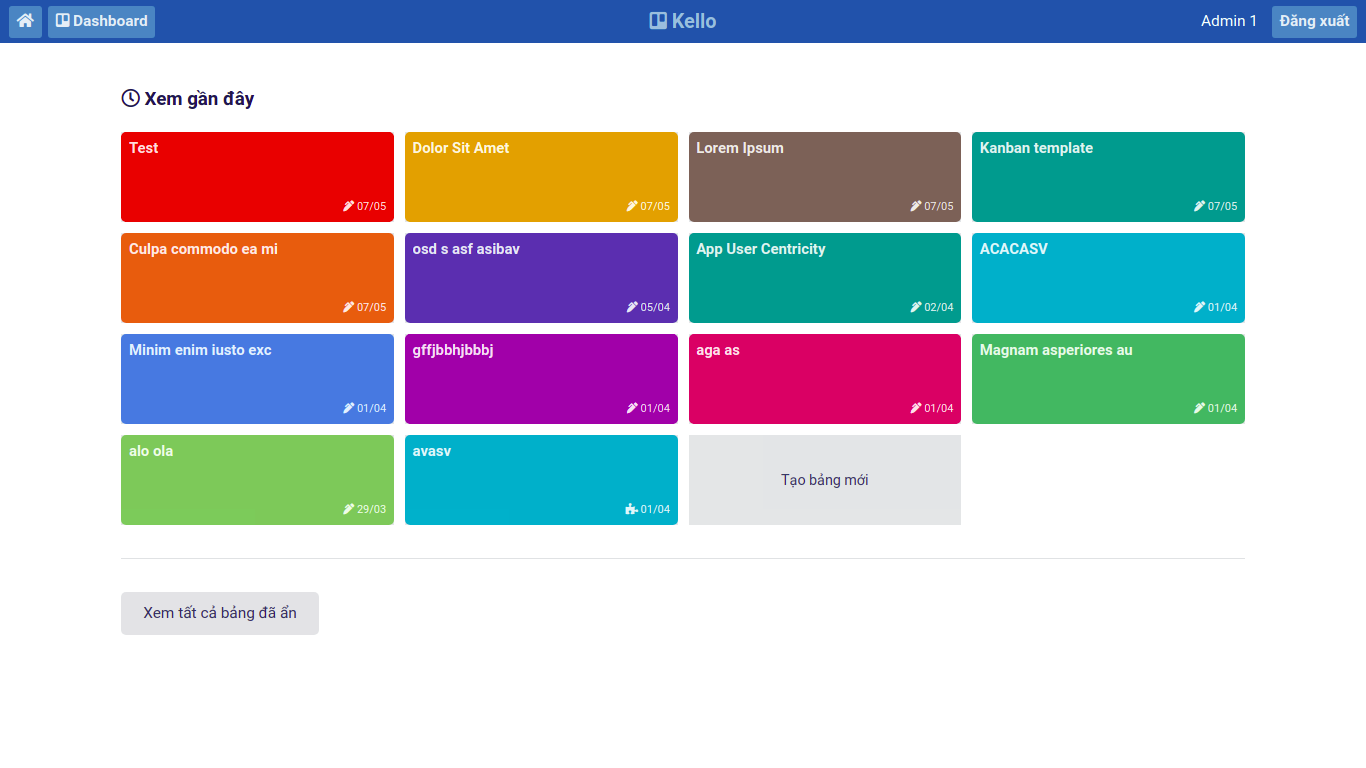 Dashboard
Kello
Admin 1
Đăng xuất
Xem gần đây
Test
07/05
Dolor Sit Amet
07/05
Lorem Ipsum
07/05
Kanban template
07/05
Culpa commodo ea mi
07/05
osd s asf asibav
05/04
App User Centricity
02/04
ACACASV
01/04
Minim enim iusto exc
01/04
gffjbbhjbbbj
01/04
aga as
01/04
Magnam asperiores au
01/04
alo ola
29/03
avasv
01/04
Tạo bảng mới
Xem tất cả bảng đã ẩn